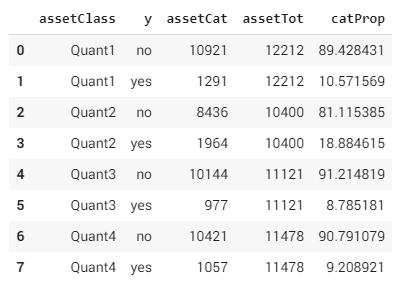 assetClass y assetCat assetTot catProp
0 Quant1 no 10921 12212 89.428431
1 Quant1 yes 1291 12212 10.571569
2 Quant2 no 8436 10400 81.115385
3 Quant2 yes 1964 10400 18.884615
4 Quant3 no 10144 11121 91.214819
5 Quant3 yes 977 11121 8.785181
6 Quant4 no 10421 11478 90.791079
7 Quant4 yes 1057 11478 9.208921